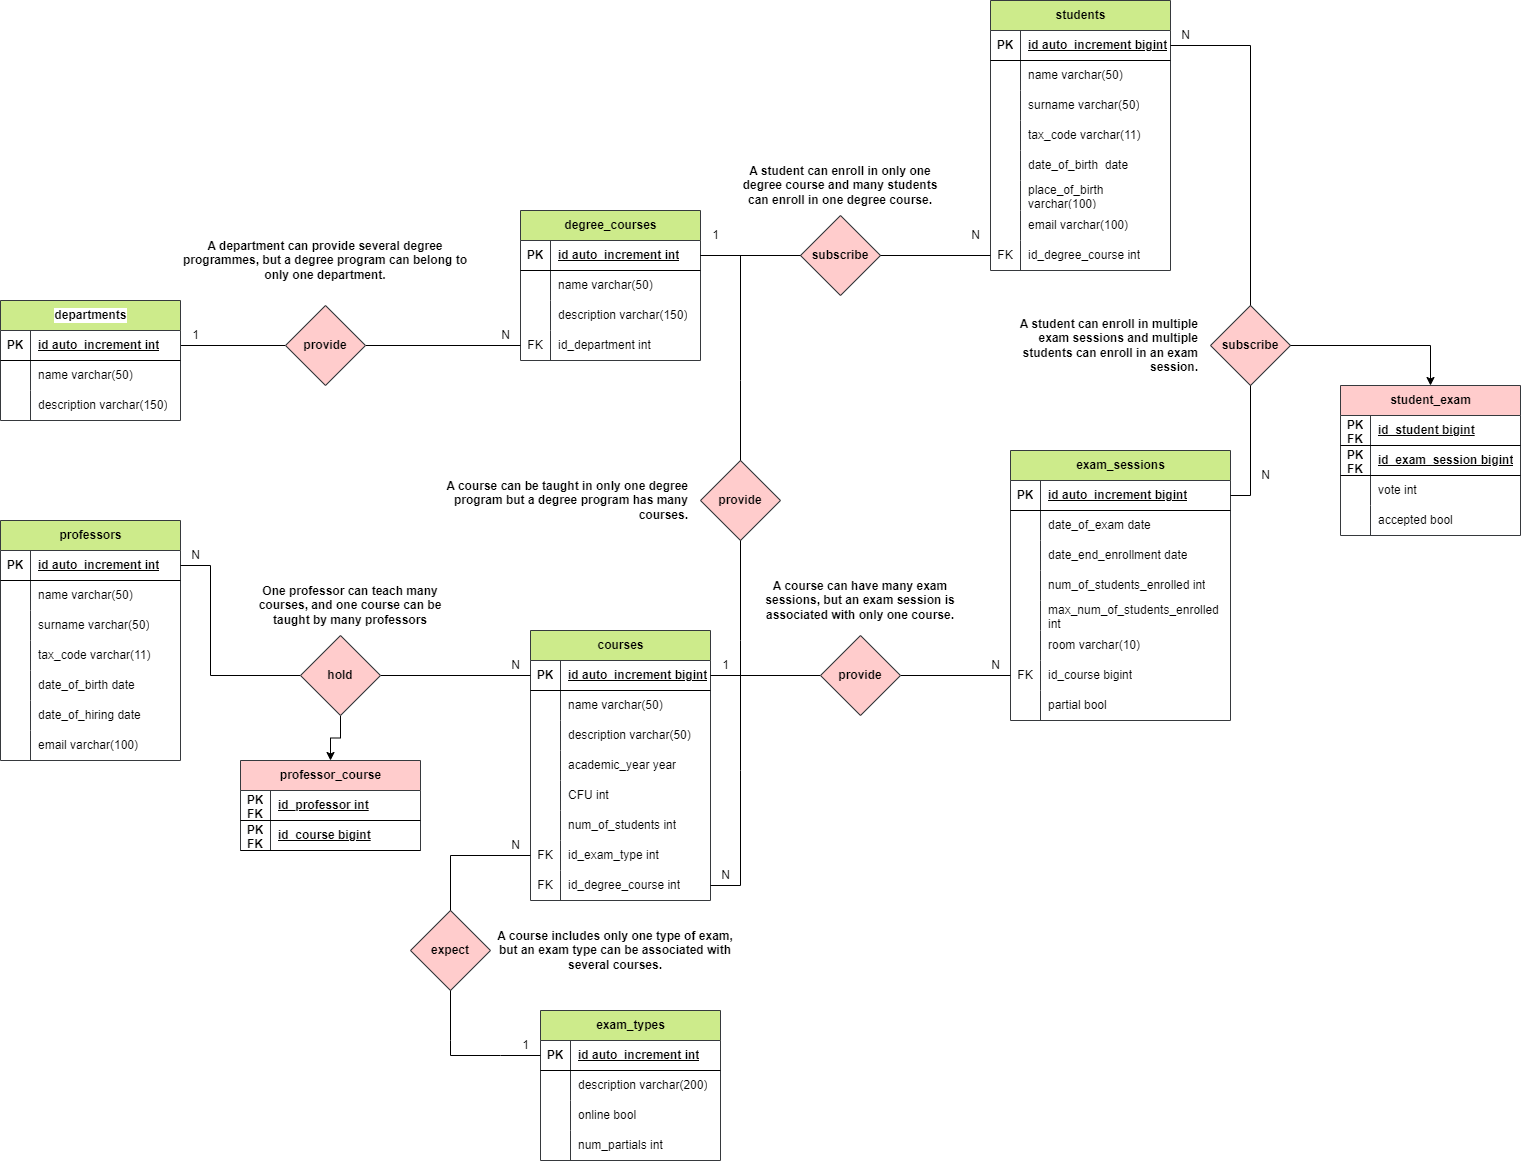 students
PK
id auto_increment bigint
name varchar(50)
surname varchar(50)
tax_code varchar(11)
date_of_birth  date
place_of_birth
varchar(100)
email varchar(100)
FK
id_degree_course int
N
N
A student can enroll in only one
degree course and many students
can enroll in one degree course.
subscribe
1
degree_courses
PK
id auto_increment int
name varchar(50)
description varchar(150)
FK
id_department int
A department can provide several degree
programmes, but a degree program can belong to
only one department.
1
provide
N
departments
PK
id auto_increment int
name varchar(50)
description varchar(150)
A student can enroll in multiple
exam sessions and multiple
students can enroll in an exam
session.
subscribe
student_exam
PK
FK
id_student bigint
PK
FK
id_exam_session bigint
vote int
accepted bool
exam_sessions
PK
id auto_increment bigint
N
date_of_exam date
date_end_enrollment date
num_of_students_enrolled int
max_num_of_students_enrolled
int
room varchar(10)
FK
id_course bigint
partial bool
A course can be taught in only one degree
program but a degree program has many
courses.
provide
professors
PK
id auto_increment int
N
name varchar(50)
surname varchar(50)
tax_code varchar(11)
date_of_birth date
date_of_hiring date
email varchar(100)
One professor can teach many
courses, and one course can be
taught by many professors
hold
N
professor_course
PK
FK
id_professor int
PK
FK
id_course bigint
A course can have many exam
sessions, but an exam session is
associated with only one course.
1
provide
N
courses
PK
id auto_increment bigint
name varchar(50)
description varchar(50)
academic_year year
CFU int
num_of_students int
N
FK
id_exam_type int
FK
id_degree_course int
N
expect
A course includes only one type of exam,
but an exam type can be associated with
several courses.
1
exam_types
PK
id auto_increment int
description varchar(200)
online bool
num_partials int